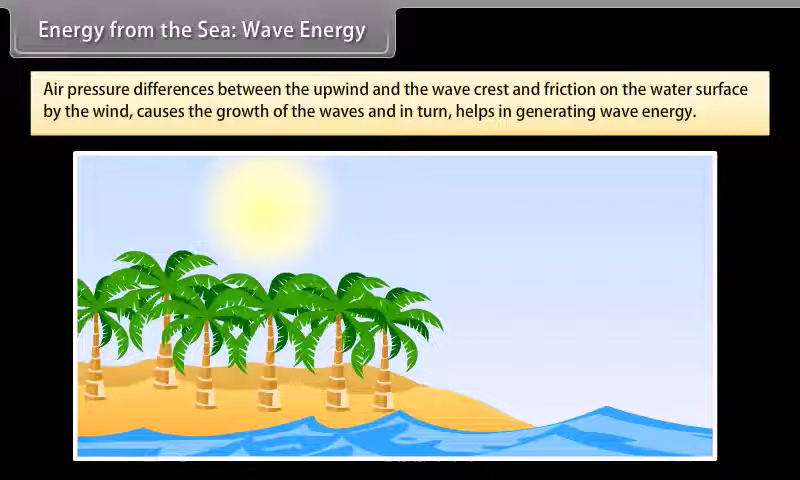 Energy from the Sea: Wave Energy
Air pressure differences between the upwind and the wave crest and friction on the water surface
by the wind, causes the growth of the waves and in turn, helps in generating wave energy.